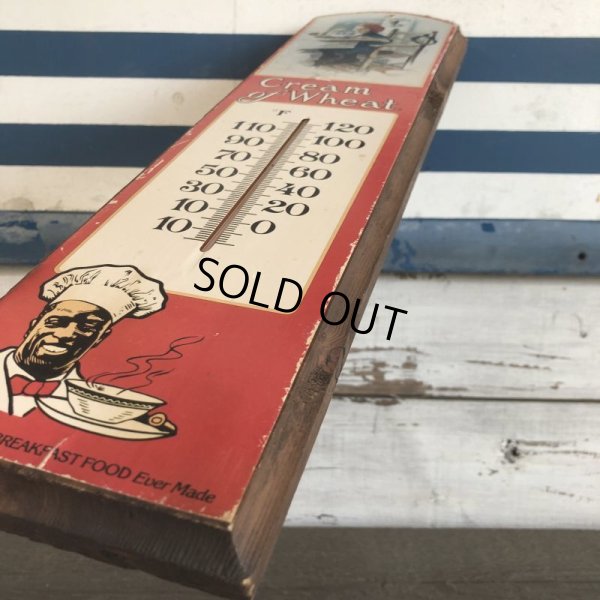 Cream
of Wheat
°F
110 120
90 100
70 80
50 60
30 40
10 20
10 0
SOLD OUT
BREAKFAST FOOD Ever Made